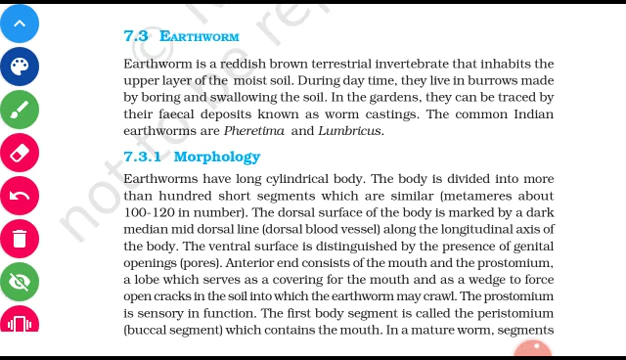 7.3 EARTHWORM
Earthworm is a reddish brown terrestrial invertebrate that inhabits the
upper layer of the moist soil. During day time, they live in burrows made
by boring and swallowing the soil. In the gardens, they can be traced by
their faecal deposits known as worm castings. The common Indian
earthworms are Pheretima and Lumbricus.
7.3.1 Morphology
Earthworms have long cylindrical body. The body is divided into more
than hundred short segments which are similar (metameres about
100-120 in number). The dorsal surface of the body is marked by a dark
median mid dorsal line (dorsal blood vessel) along the longitudinal axis of
the body. The ventral surface is distinguished by the presence of genital
openings (pores). Anterior end consists of the mouth and the prostomium,
a lobe which serves as a covering for the mouth and as a wedge to force
open cracks in the soil into which the earthworm may crawl. The prostomium
is sensory in function. The first body segment is called the peristomium
(buccal segment) which contains the mouth. In a mature worm, segments
© 
not to be re